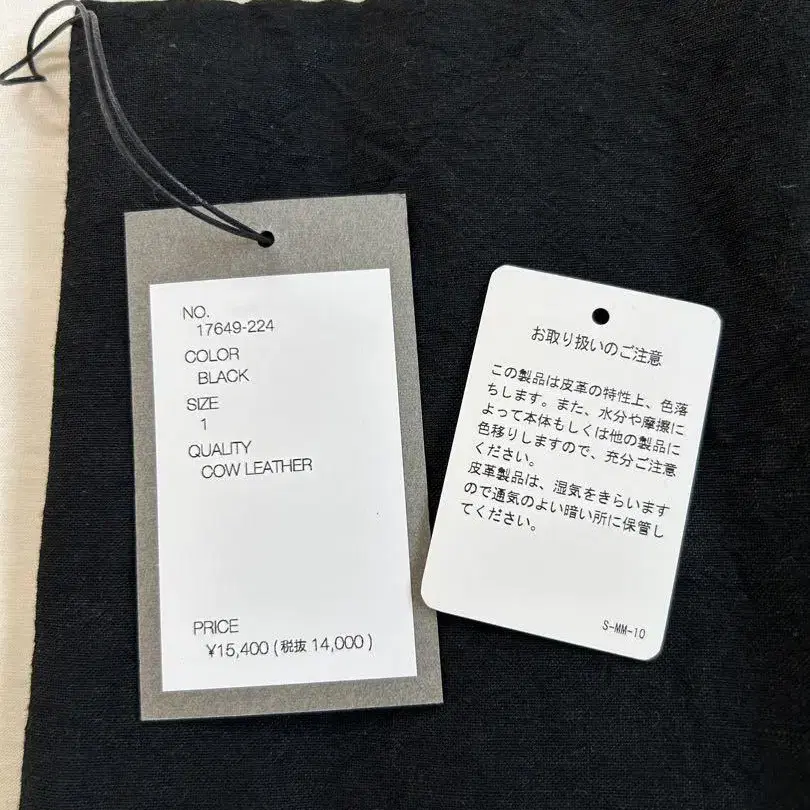 NO.
17649-224
COLOR
BLACK
SIZE
1
QUALITY
COW LEATHER
PRICE
¥15,400 (税抜 14,000)
お取り扱いのご注意
この製品は皮革の特性上、色落
ちします。また、水分や摩擦に
よって本体もしくは他の製品に
色移りしますので、充分ご注意
ください。
皮革製品は、湿気をきらいます
ので通気のよい暗い所に保管し
てください。
S-MM-10